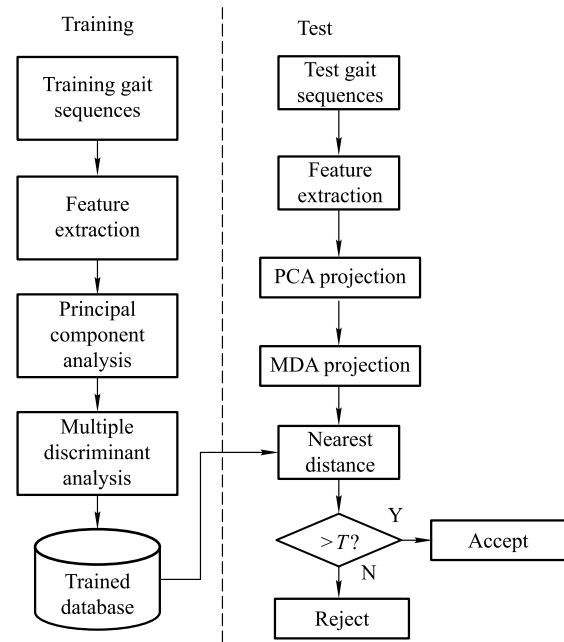 Training
Training gait
sequences
Feature
extraction
Principal
component
analysis
Multiple
discriminant
analysis
Trained
database
Test
Test gait
sequences
Feature
extraction
PCA projection
MDA projection
Nearest
distance
> T?
Y
Accept
N
Reject